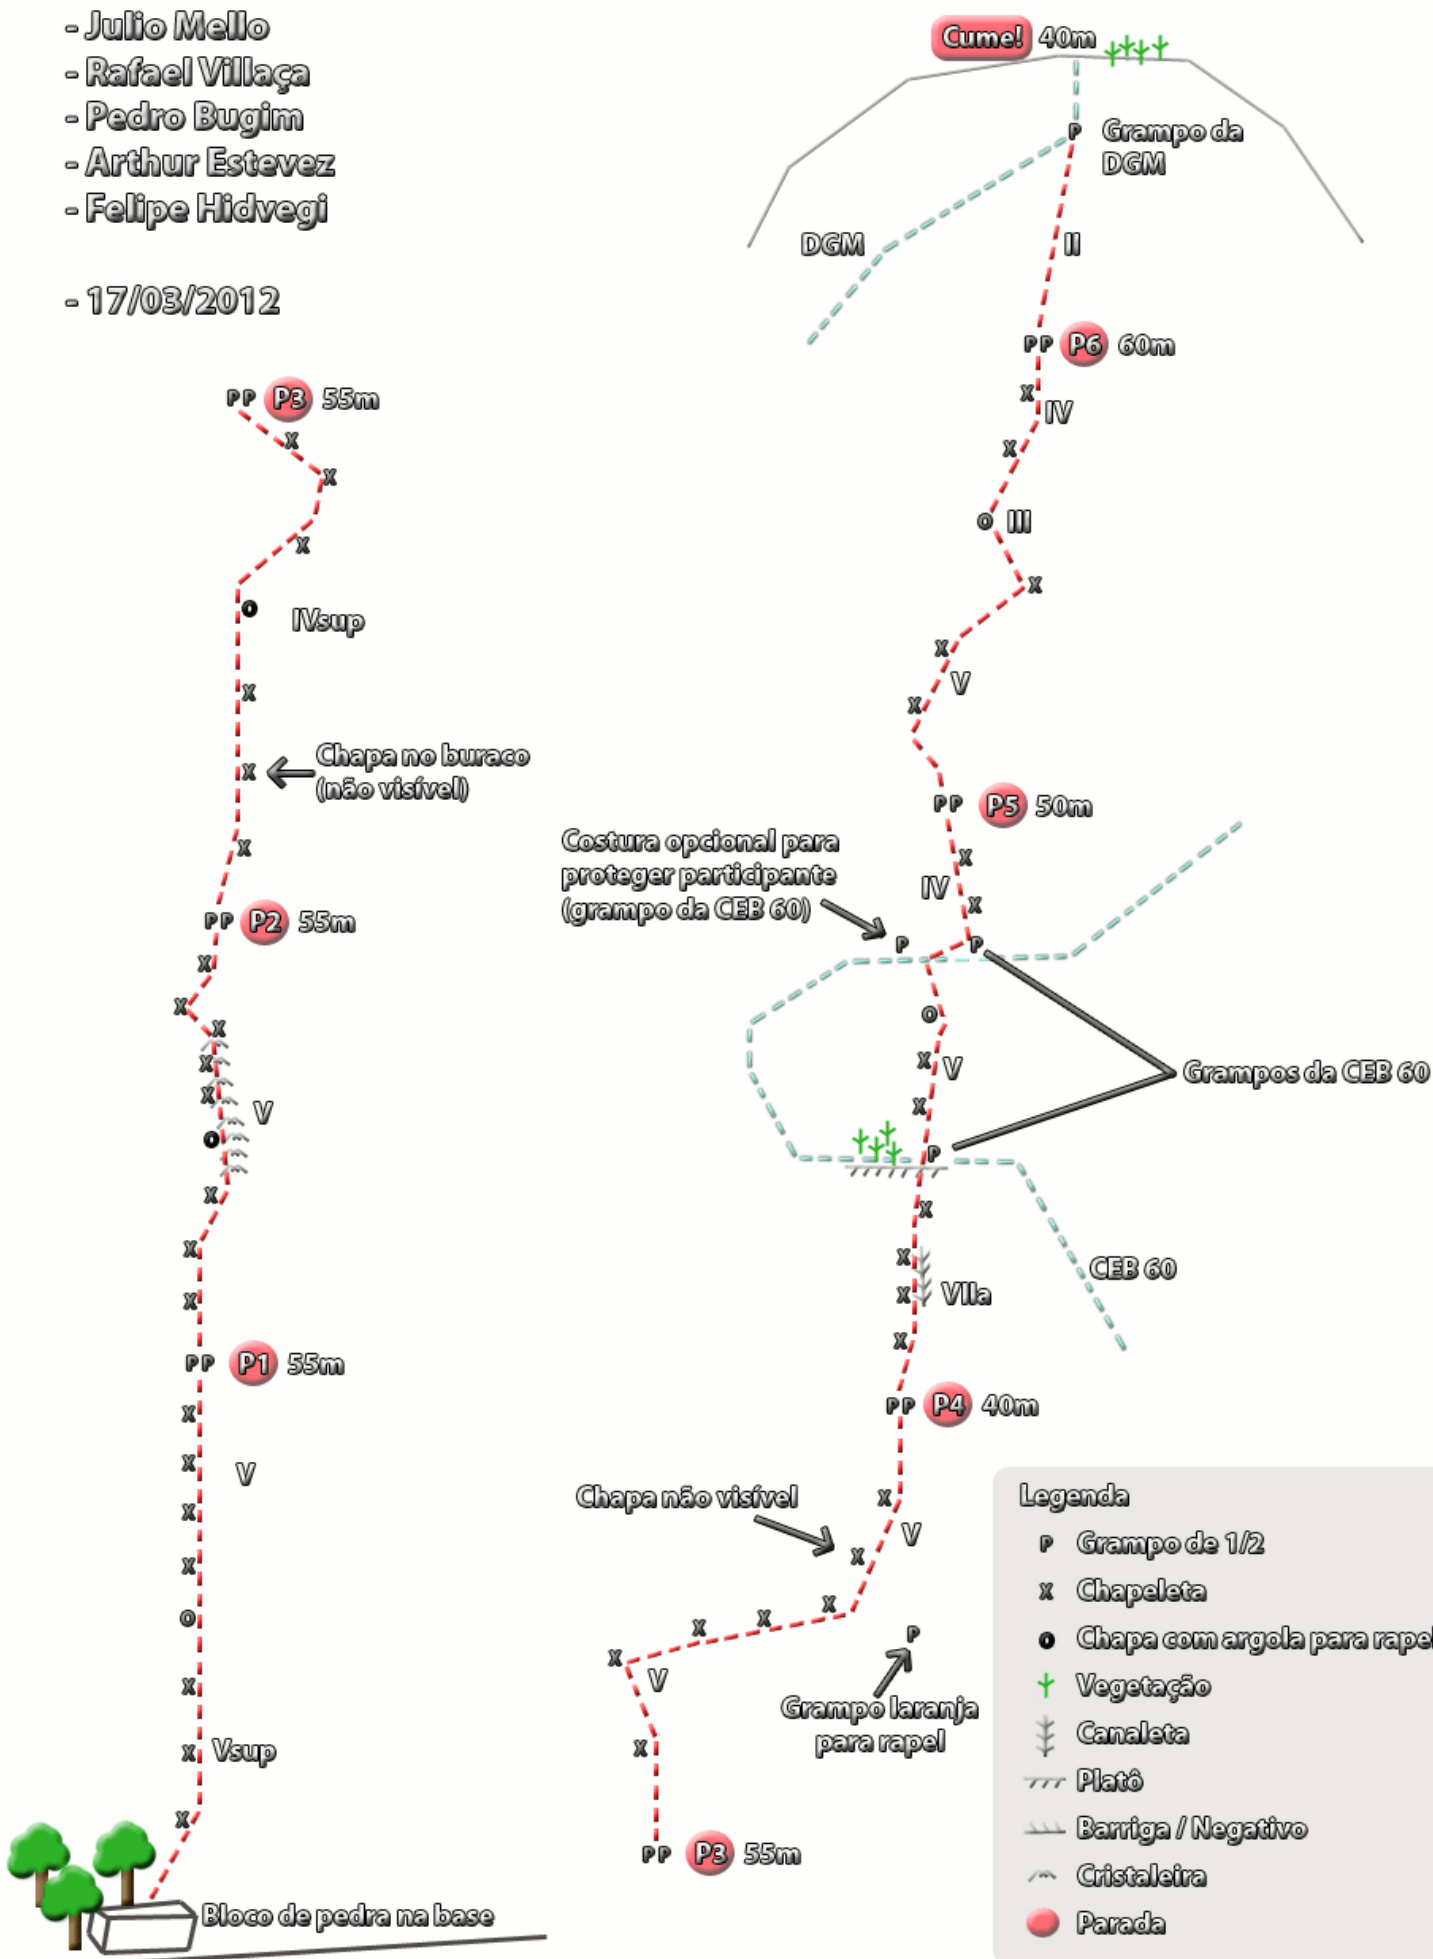 - Julio Mello
- Rafael Villaça
- Pedro Bugim
- Arthur Estevez
- Felipe Hidvegi
- 17/03/2012
P P P3 55m
X
X
X
O
IVsup
X
X
Chapa no buraco
(não visível)
X
P P P2 55m
X
X
X
X
X
V
O
X
X
X
P P P1 55m
X
X
V
X
X
O
X
X Vsup
X
Bloco de pedra na base
Cume! 40m
P Grampo da
DGM
DGM
II
P P P6 60m
X
IV
X
O III
X
X
V
X
P P P5 50m
Costura opcional para
proteger participante
(grampo da CEB 60)
X
IV
X
P
P
O
X
V
X
Grampos da CEB 60
P
X
X
X VIIa
CEB 60
X
P P P4 40m
Chapa não visível
X
V
X
X
X
X
P
X
V
Grampo laranja
para rapel
X
P P P3 55m
Legenda
P Grampo de 1/2
X Chapeleta
O Chapa com argola para rapel
Vegetação
Canaleta
Platô
Barriga / Negativo
Cristaleira
Parada